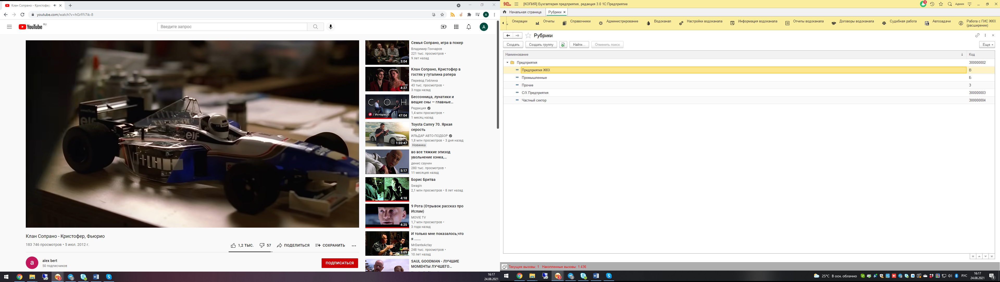 Клан Сопрано - Кристофер,
youtube.com/watch?v=hGrFFi7ik-8
A
YouTube RU
Введите запрос
A
elf
elf
Клан Сопрано - Кристофер, Фьюрио
183 746 просмотров • 5 июл. 2012 г.
1,2 ТЫС.
57
ПОДЕЛИТЬСЯ
СОХРАНИТЬ
a
alex bert
50 подписчиков
ПОДПИСАТЬСЯ
3:04
Семья Сопрано, игра в покер
Владимир Гончаров
221 тыс. просмотров •
9 лет назад
4:27
Клан Сопрано, Кристофер в
гостях у гуталина рэпера
Перевод Гоблина
43 тыс. просмотров •
3 года назад
СОН
/ Интервью
47:04
Бессонница, лунатики и
вещие сны — главные…
Редакция
1,4 млн просмотров •
1 месяц назад
1:32:47
Toyota Camry 70. Яркая
серость
ИЛЬДАР АВТО-ПОДБОР
1,8 млн просмотров • 3 дня назад
Новинка
5:17
во все тяжкие эпизод
увольнение хэнка,…
денис саунин
280 тыс. просмотров •
11 месяцев назад
4:18
Борис Бритва
Swagin
2,1 млн просмотров • 8 лет назад
4:25
9 Рота (Отрывок рассказ про
Ислам)
MOVIE TV
1,7 млн просмотров •
3 года назад
3:09
И только мне показалось,что
я ......
MrDanteActay
248 тыс. просмотров •
10 лет назад
SAUL GOODMAN - ЛУЧШИЕ
МОМЕНТЫ ЛУЧШЕГО…
16:17
24.08.2021
[КОПИЯ] Бухгалтерия предприятия, редакция 3.0 1С:Предприятие
3
Админ
Начальная страница
Рубрики
Операции
Отчеты
Справочники
Администрирование
Водоканал
Настройки водоканала
Информация водоканала
Отчеты водоканала
Договоры водоканала
Судебная работа
Автозадачи
Работа с ГИС ЖКХ
(расширение)
Рубрики
Создать
Создать группу
Найти...
Отменить поиск
Еще
Наименование
Код
Предприятия
З00000002
Предприятия ЖКХ
В
Промышленные
Б
Прочие
З
С/Х Предприятия
З00000003
Частный сектор
З00000004
Текущие вызовы: 1 Накопленные вызовы: 1 436
25°C В осн. облачно
РУС
16:17
24.08.2021
8